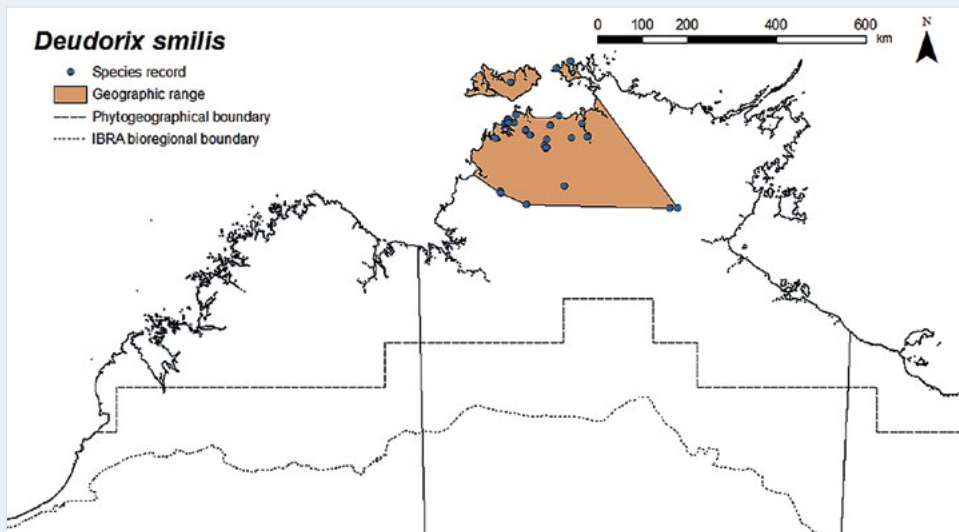 Deudorix smilis
Species record
Geographic range
Phytogeographical boundary
IBRA bioregional boundary
0 100 200 400 600
km
N